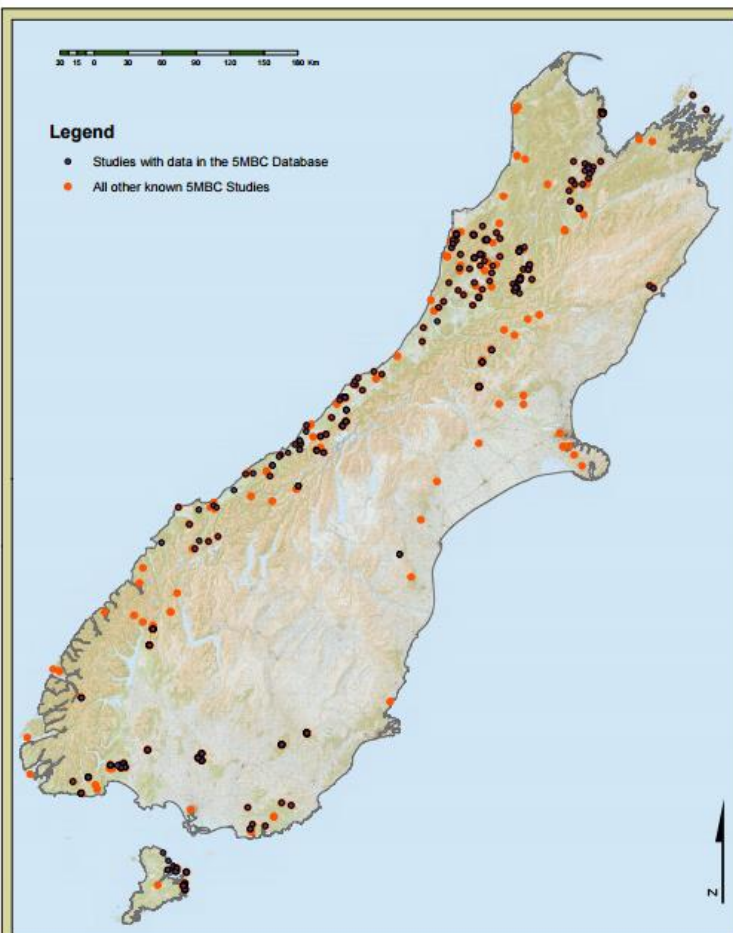 30 15 0 30 60 90 120 150 180 Km
Legend
Studies with data in the 5MBC Database
All other known 5MBC Studies
N